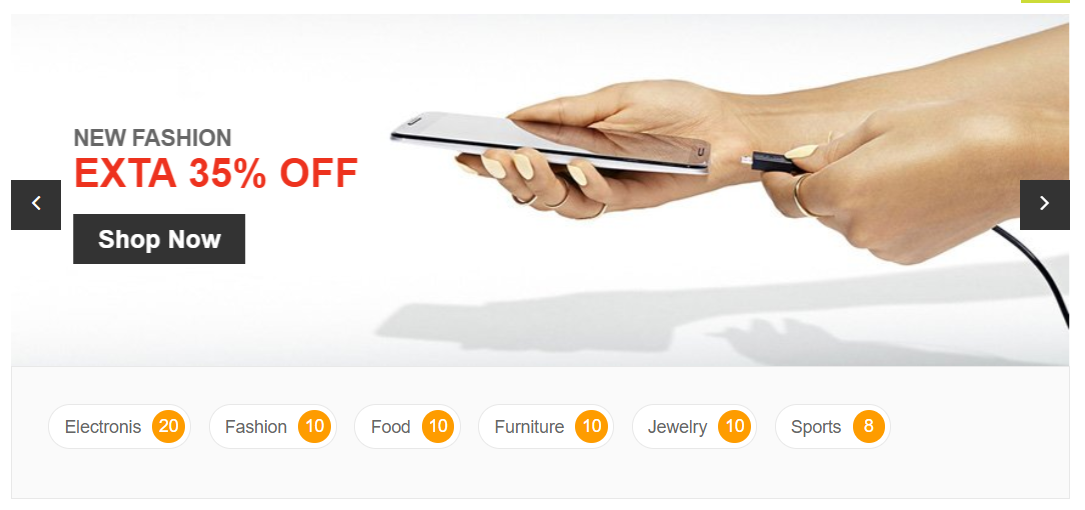 NEW FASHION
EXTA 35% OFF
Shop Now
Electronis 20 Fashion 10 Food 10 Furniture 10 Jewelry 10 Sports 8